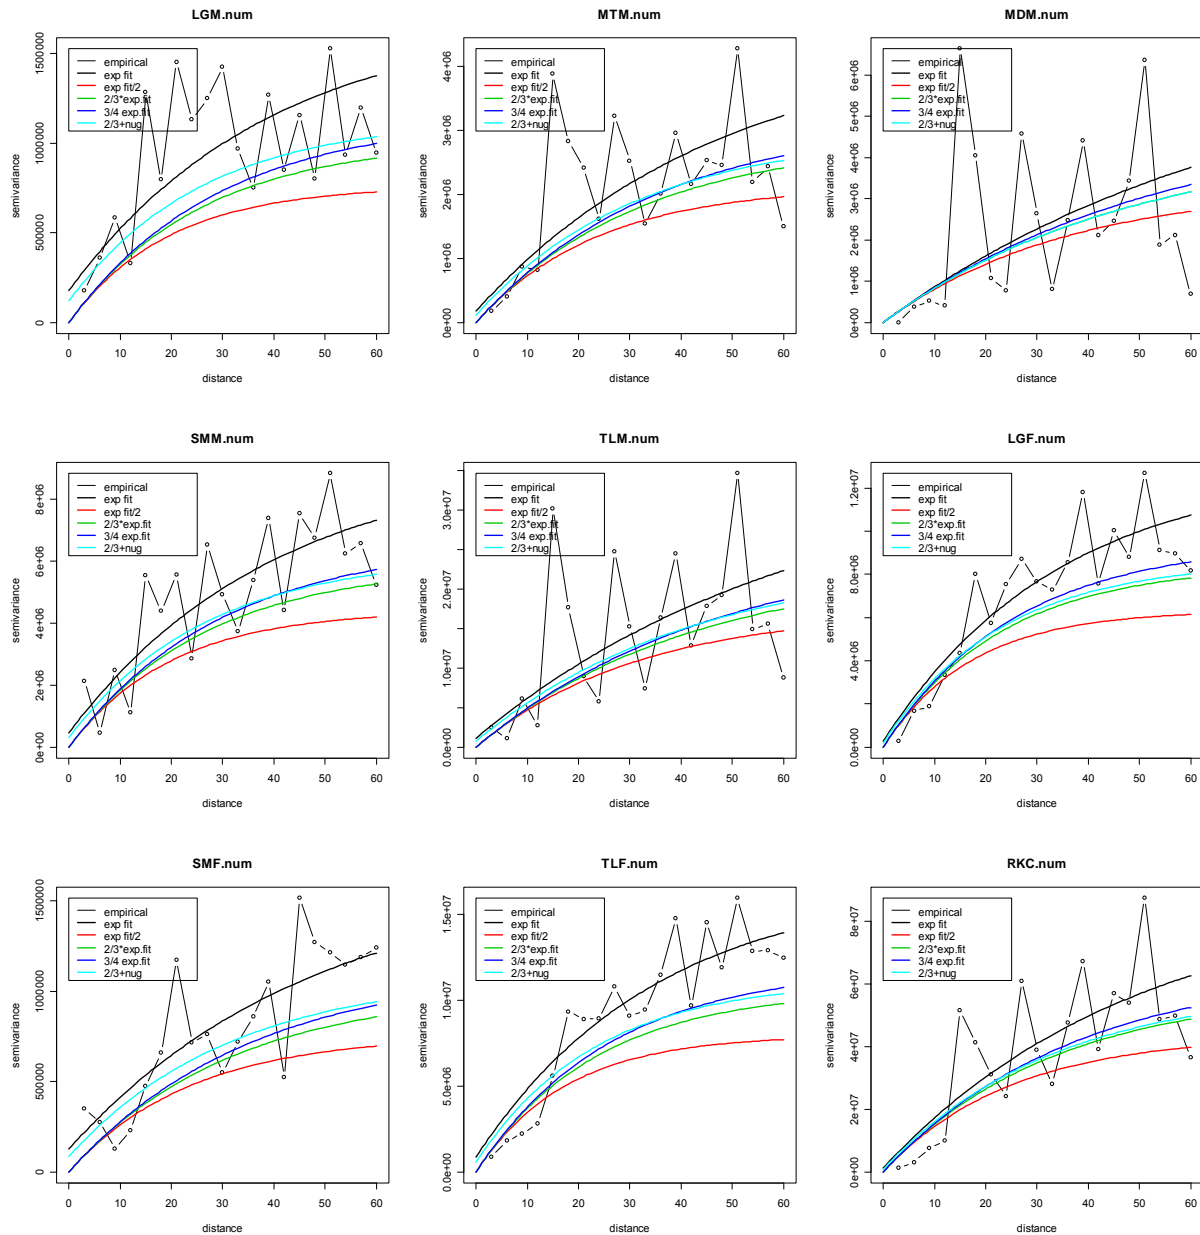 LGM.num
MTM.num
MDM.num
semivariance
0 500000 1000000 1500000
empirical
exp fit
exp fit/2
2/3*exp.fit
3/4 exp.fit
2/3+nug
0 10 20 30 40 50 60
distance
semivariance
0e+00 1e+06 2e+06 3e+06 4e+06
empirical
exp fit
exp fit/2
2/3*exp.fit
3/4 exp.fit
2/3+nug
0 10 20 30 40 50 60
distance
semivariance
0e+00 1e+06 2e+06 3e+06 4e+06 5e+06 6e+06
empirical
exp fit
exp fit/2
2/3*exp.fit
3/4 exp.fit
2/3+nug
0 10 20 30 40 50 60
distance
SMM.num
TLM.num
LGF.num
semivariance
0e+00 2e+06 4e+06 6e+06 8e+06
empirical
exp fit
exp fit/2
2/3*exp.fit
3/4 exp.fit
2/3+nug
0 10 20 30 40 50 60
distance
semivariance
0.0e+00 1.0e+07 2.0e+07 3.0e+07
empirical
exp fit
exp fit/2
2/3*exp.fit
3/4 exp.fit
2/3+nug
0 10 20 30 40 50 60
distance
semivariance
0.0e+00 4.0e+06 8.0e+06 1.2e+07
empirical
exp fit
exp fit/2
2/3*exp.fit
3/4 exp.fit
2/3+nug
0 10 20 30 40 50 60
distance
SMF.num
TLF.num
RKC.num
semivariance
0 500000 1000000 1500000
empirical
exp fit
exp fit/2
2/3*exp.fit
3/4 exp.fit
2/3+nug
0 10 20 30 40 50 60
distance
semivariance
0.0e+00 5.0e+06 1.0e+07 1.5e+07
empirical
exp fit
exp fit/2
2/3*exp.fit
3/4 exp.fit
2/3+nug
0 10 20 30 40 50 60
distance
semivariance
0e+00 2e+07 4e+07 6e+07 8e+07
empirical
exp fit
exp fit/2
2/3*exp.fit
3/4 exp.fit
2/3+nug
0 10 20 30 40 50 60
distance